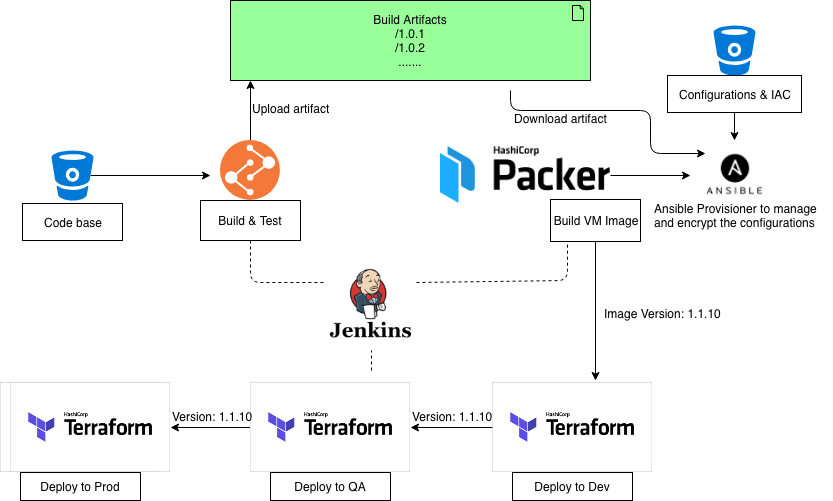 Build Artifacts
/1.0.1
/1.0.2
.......
Configurations & IAC
Upload artifact
Download artifact
HashiCorp
Packer
ANSIBLE
Code base
Build & Test
Build VM Image
Ansible Provisioner to manage
and encrypt the configurations
Jenkins
Image Version: 1.1.10
HashiCorp
Terraform
Version: 1.1.10
HashiCorp
Terraform
Version: 1.1.10
HashiCorp
Terraform
Deploy to Prod
Deploy to QA
Deploy to Dev